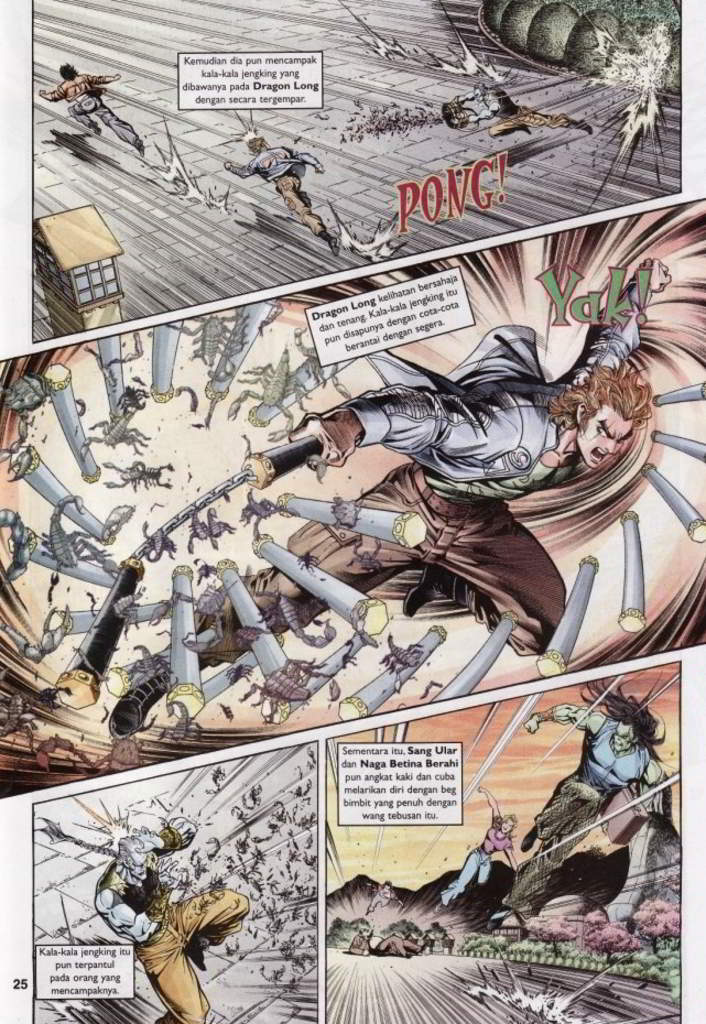 Kemudian dia pun mencampak
kala-kala jengking yang
dibawanya pada Dragon Long
dengan secara tergempar.
PONG!
Dragon Long kelihatan bersahaja
dan tenang. Kala-kala jengking itu
pun disapunya dengan cota-cota
berantai dengan segera.
Yak!
Sementara itu, Sang Ular
dan Naga Betina Berahi
pun angkat kaki dan cuba
melarikan diri dengan beg
bimbit yang penuh dengan
wang tebusan itu.
Kala-kala jengking itu
pun terpantul
pada orang yang
mencampaknya.
25